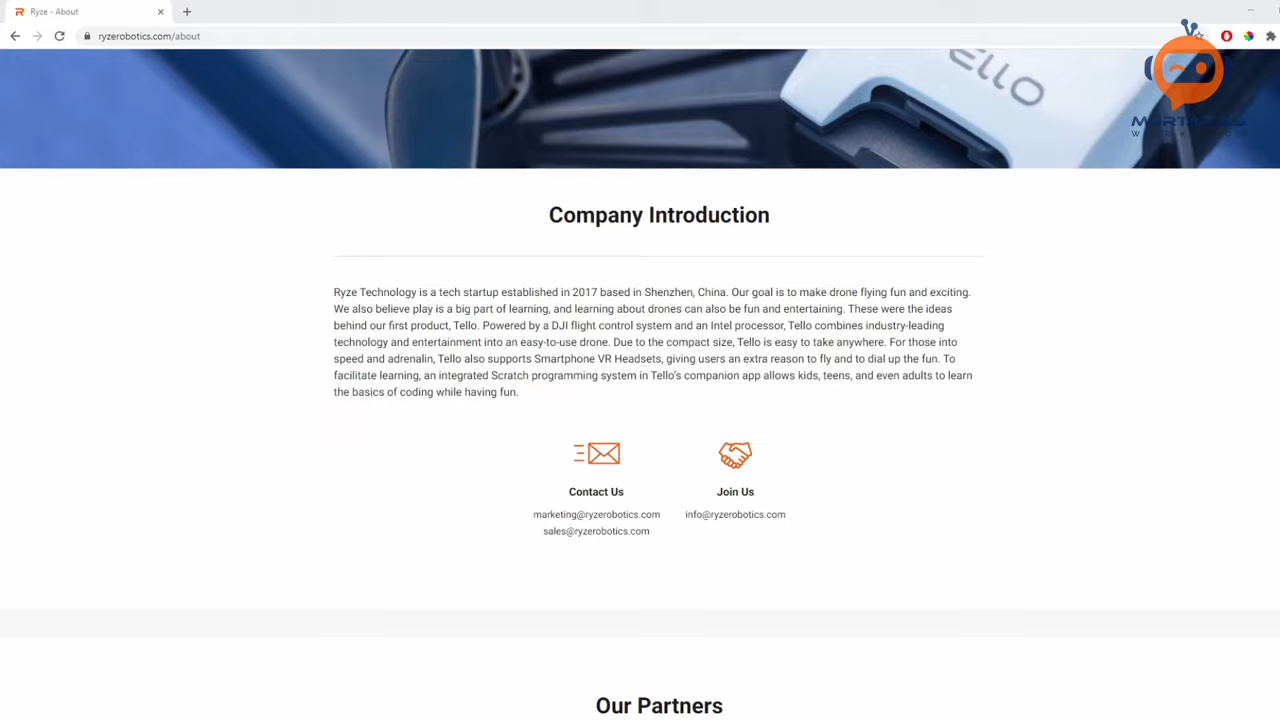 Ryze - About
ryzerobotics.com/about
TELLO
Company Introduction
Ryze Technology is a tech startup established in 2017 based in Shenzhen, China. Our goal is to make drone flying fun and exciting.
We also believe play is a big part of learning, and learning about drones can also be fun and entertaining. These were the ideas
behind our first product, Tello. Powered by a DJI flight control system and an Intel processor, Tello combines industry-leading
technology and entertainment into an easy-to-use drone. Due to the compact size, Tello is easy to take anywhere. For those into
speed and adrenalin, Tello also supports Smartphone VR Headsets, giving users an extra reason to fly and to dial up the fun. To
facilitate learning, an integrated Scratch programming system in Tello's companion app allows kids, teens, and even adults to learn
the basics of coding while having fun.
Contact Us
Join Us
marketing@ryzerobotics.com
info@ryzerobotics.com
sales@ryzerobotics.com
Our Partners